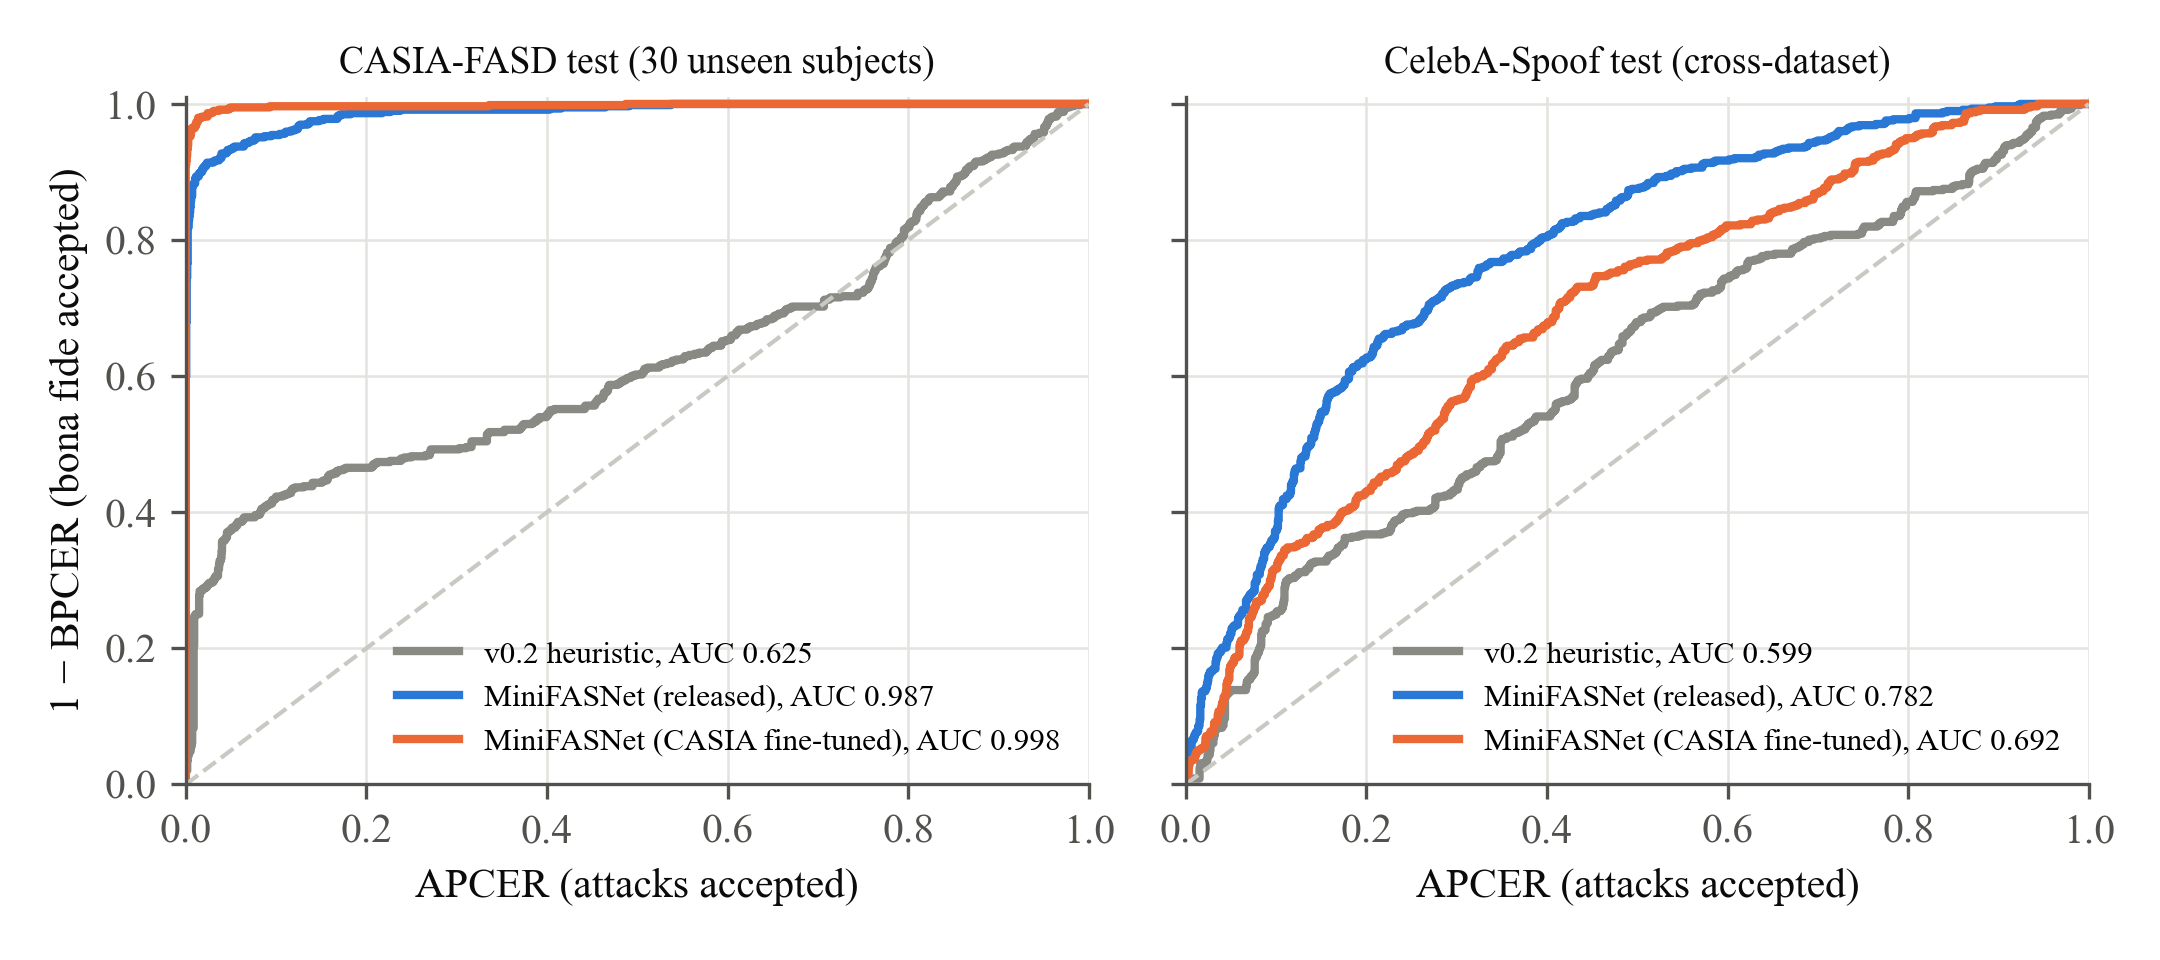 CASIA-FASD test (30 unseen subjects)
1 − BPCER (bona fide accepted)
1.0
0.8
0.6
0.4
0.2
0.0
v0.2 heuristic, AUC 0.625
MiniFASNet (released), AUC 0.987
MiniFASNet (CASIA fine-tuned), AUC 0.998
0.0 0.2 0.4 0.6 0.8 1.0
APCER (attacks accepted)
CelebA-Spoof test (cross-dataset)
v0.2 heuristic, AUC 0.599
MiniFASNet (released), AUC 0.782
MiniFASNet (CASIA fine-tuned), AUC 0.692
0.0 0.2 0.4 0.6 0.8 1.0
APCER (attacks accepted)